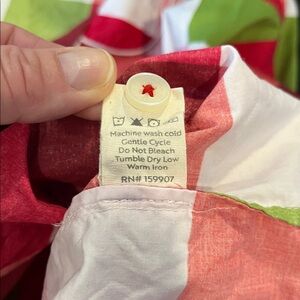 Machine wash cold
Gentle Cycle
Do Not Bleach
Tumble Dry Low
Warm Iron
RN# 159907